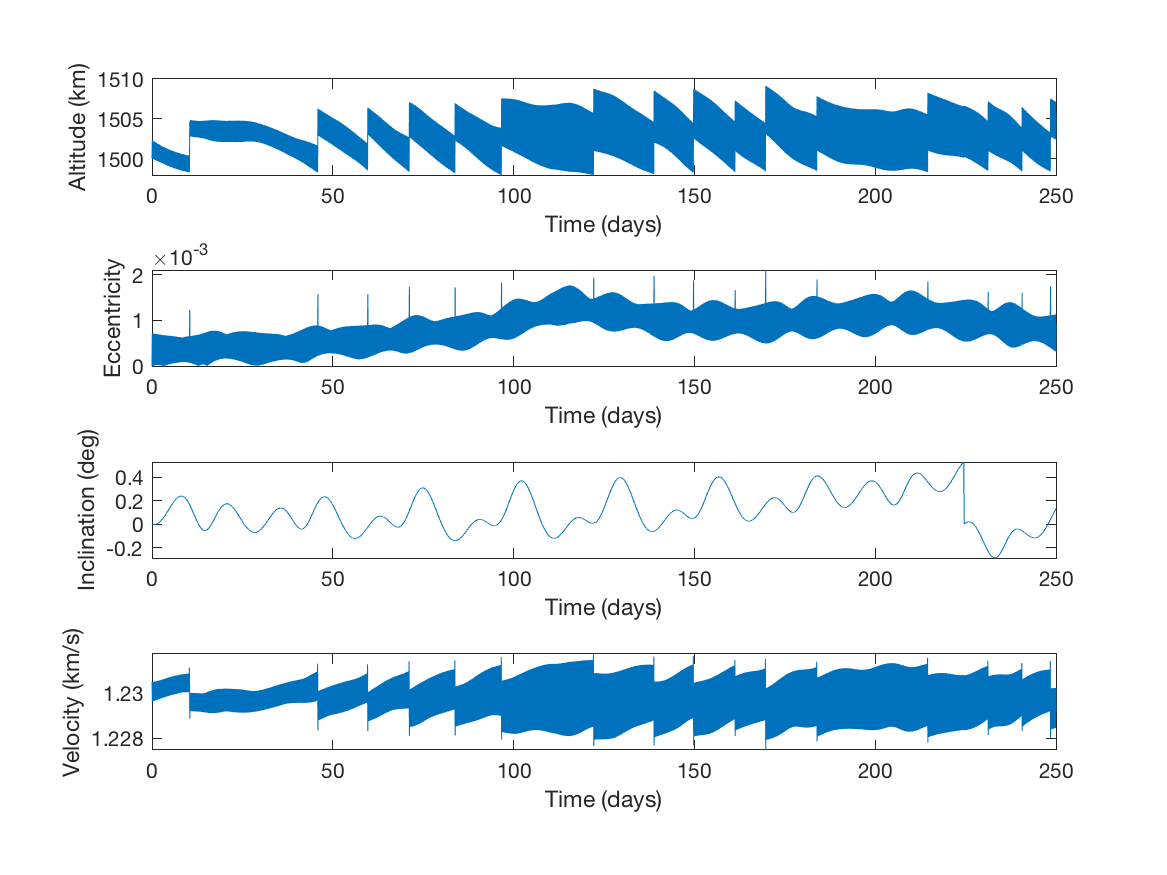 Altitude (km)
1510
1505
1500
0 50 100 150 200 250
Time (days)
×10-3
Eccentricity
2
1
0
0 50 100 150 200 250
Time (days)
Inclination (deg)
0.4
0.2
0
-0.2
0 50 100 150 200 250
Time (days)
Velocity (km/s)
1.23
1.228
0 50 100 150 200 250
Time (days)